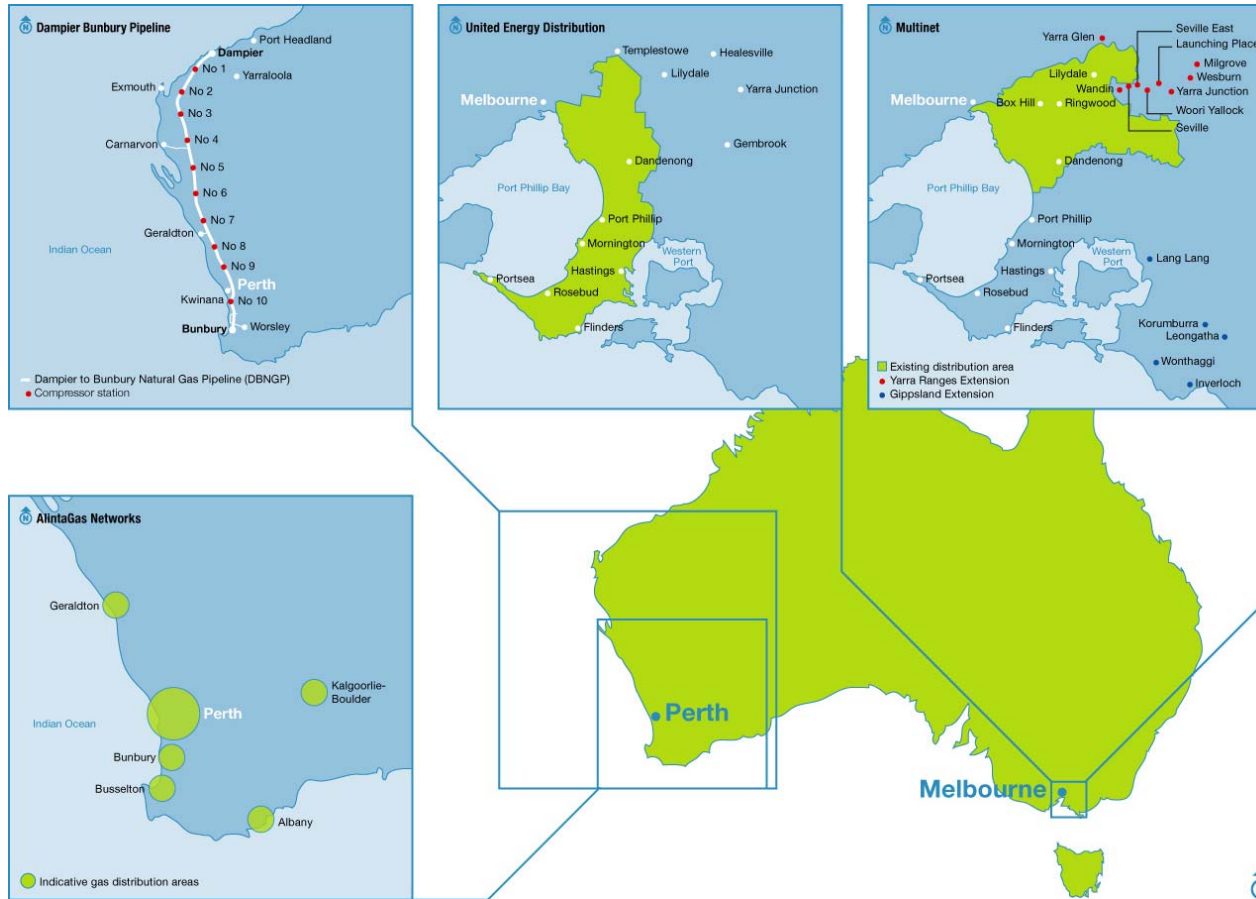 N Dampier Bunbury Pipeline
Port Headland
Dampier
No 1
Yarraloola
Exmouth
No 2
No 3
Carnarvon
No 4
No 5
No 6
No 7
Geraldton
No 8
Indian Ocean
No 9
Perth
Kwinana
No 10
Bunbury
Worsley
Dampier to Bunbury Natural Gas Pipeline (DBNGP)
Compressor station
N United Energy Distribution
Templestowe
Healesville
Lilydale
Yarra Junction
Melbourne
Gembrook
Dandenong
Port Phillip Bay
Port Phillip
Mornington
Western
Port
Hastings
Portsea
Rosebud
Flinders
N Multinet
Seville East
Yarra Glen
Launching Place
Milgrove
Lilydale
Wesburn
Wandin
Yarra Junction
Melbourne
Box Hill
Ringwood
Woori Yallock
Seville
Dandenong
Port Phillip Bay
Port Phillip
Mornington
Western
Port
Lang Lang
Hastings
Portsea
Rosebud
Korumburra
Leongatha
Flinders
Wonthaggi
Existing distribution area
Yarra Ranges Extension
Inverloch
Gippsland Extension
N AlintaGas Networks
Geraldton
Kalgoorlie-
Boulder
Perth
Indian Ocean
Bunbury
Busselton
Albany
Indicative gas distribution areas
Perth
Melbourne